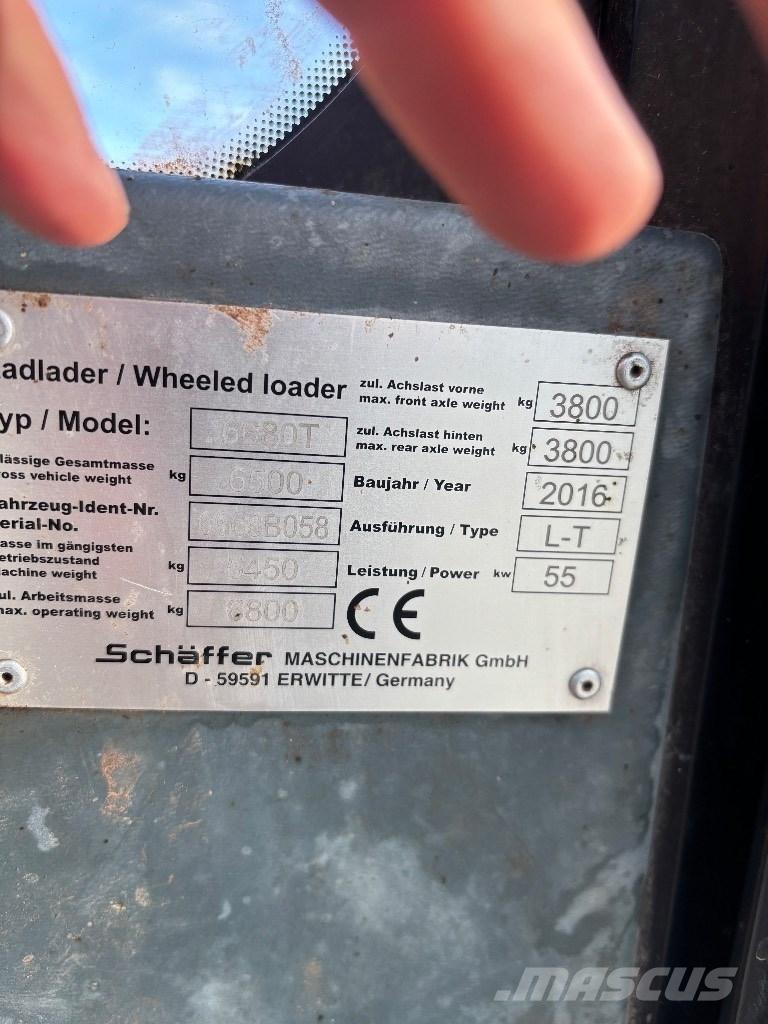 adlader / Wheeled loader
yp / Model: 6680T
lässige Gesamtmasse
oss vehicle weight kg
ahrzeug-Ident-Nr.
erial-No.
asse im gängigsten
etriebszustand
achine weight kg
ul. Arbeitsmasse
ax. operating weight kg
zul. Achslast vorne
max. front axle weight kg 3800
zul. Achslast hinten
max. rear axle weight kg 3800
Baujahr / Year 2016
Ausführung / Type L-T
Leistung / Power kw 55
CE
Schäffer MASCHINENFABRIK GmbH
D - 59591 ERWITTE/ Germany
MASCUS